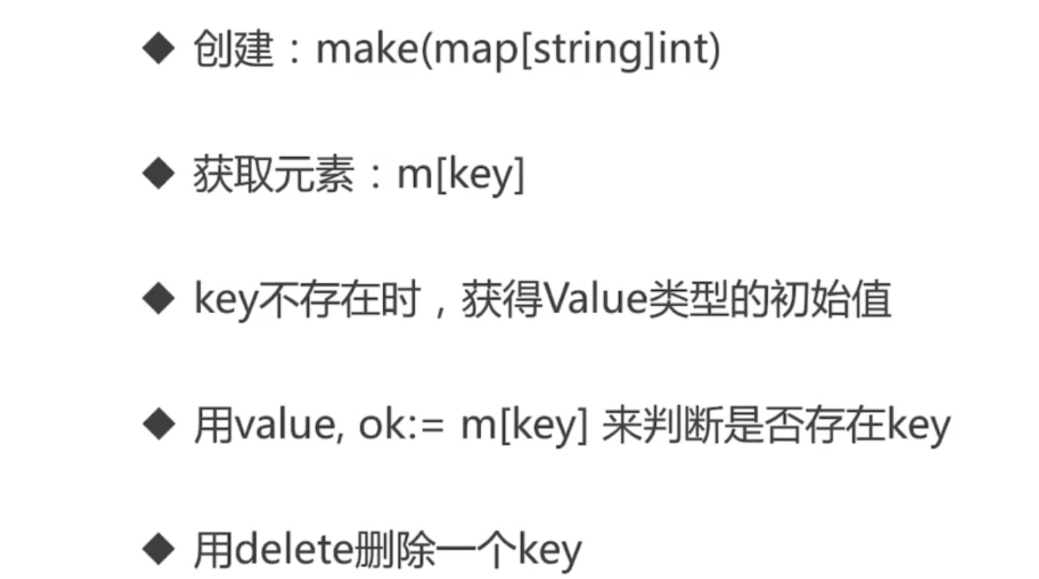 ◆ 创建：make(map[string]int)
◆ 获取元素：m[key]
◆ key不存在时，获得Value类型的初始值
◆ 用value, ok:= m[key] 来判断是否存在key
◆ 用delete删除一个key